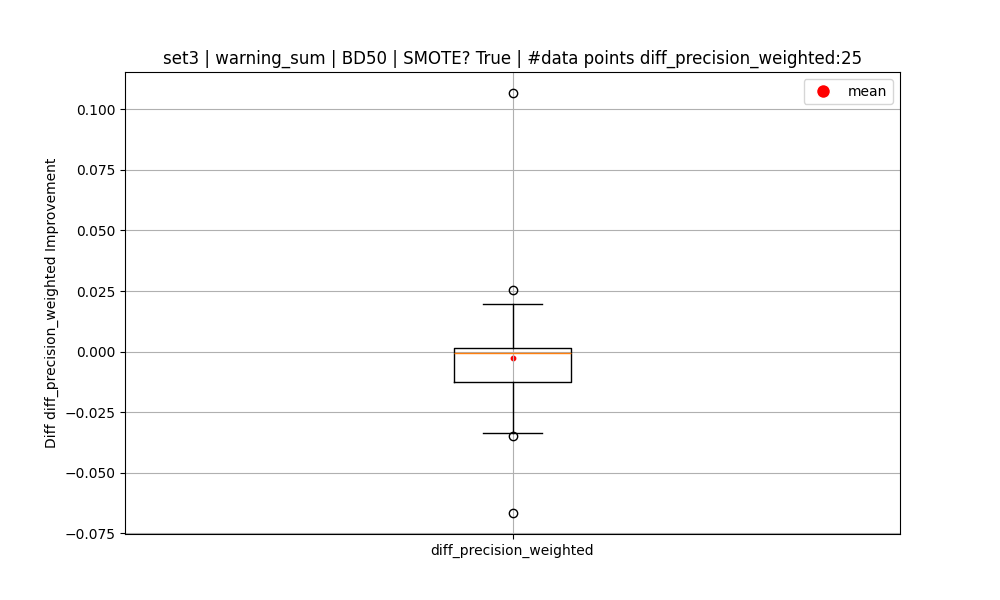 set3 | warning_sum | BD50 | SMOTE? True | #data points diff_precision_weighted:25
mean
Diff diff_precision_weighted Improvement
0.100
0.075
0.050
0.025
0.000
−0.025
−0.050
−0.075
diff_precision_weighted